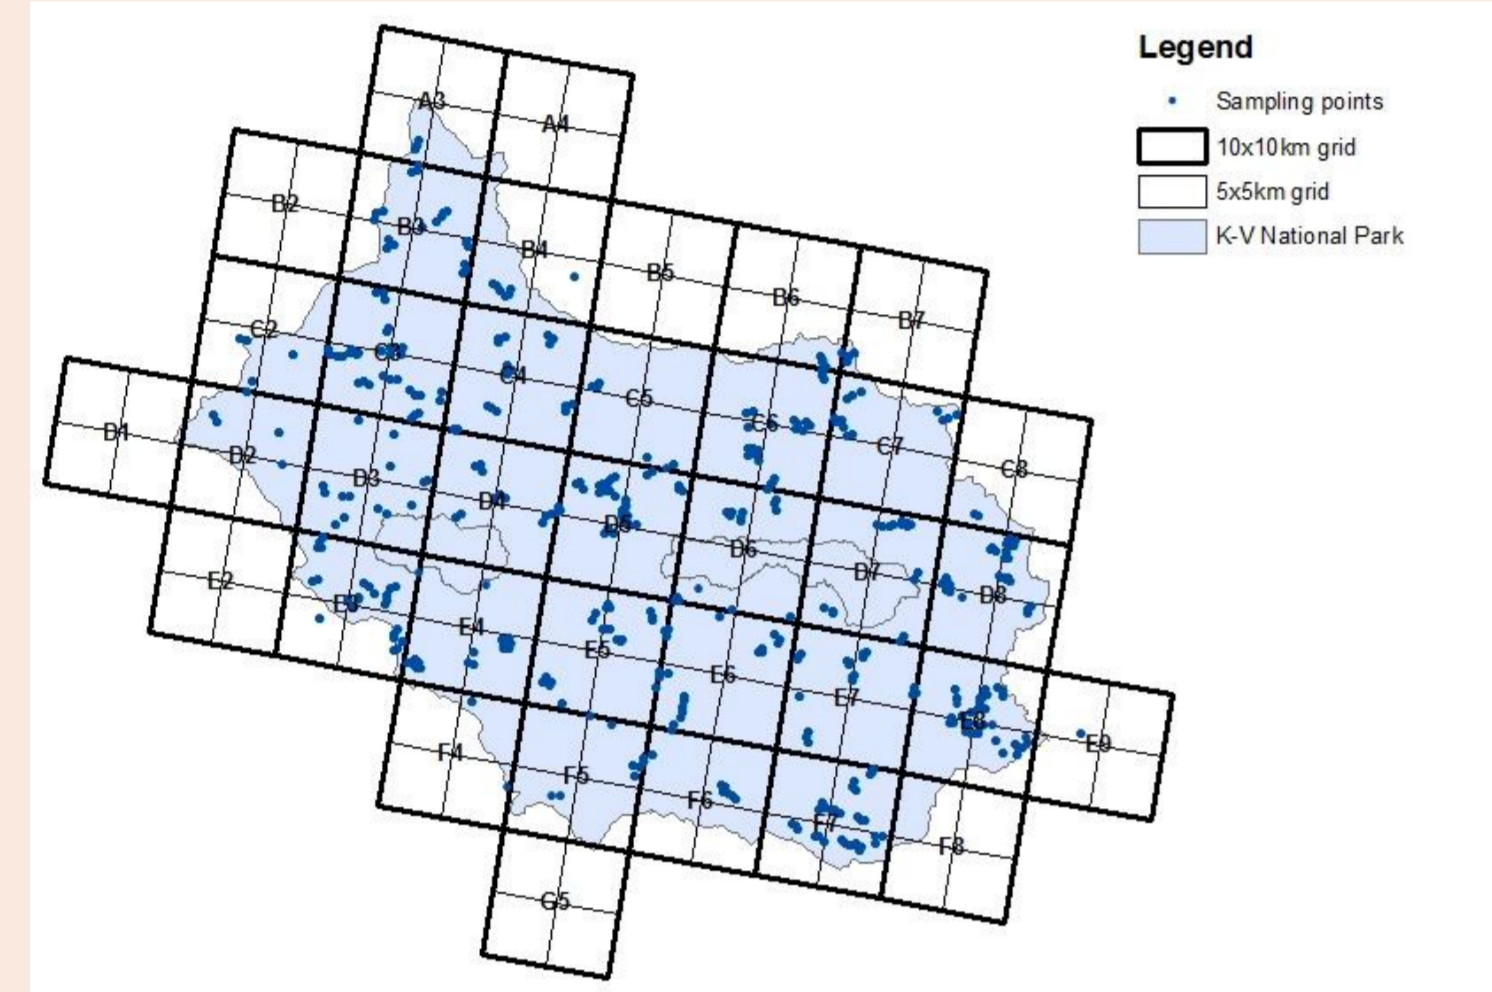 Legend
Sampling points
10x10km grid
5x5km grid
K-V National Park
A3
A4
B2
B3
B4
B5
B6
B7
C2
C3
C4
C5
C6
C7
C8
D1
D2
D3
D4
D5
D6
D7
D8
E2
E3
E4
E5
E6
E7
E8
E9
F4
F5
F6
F7
F8
G5